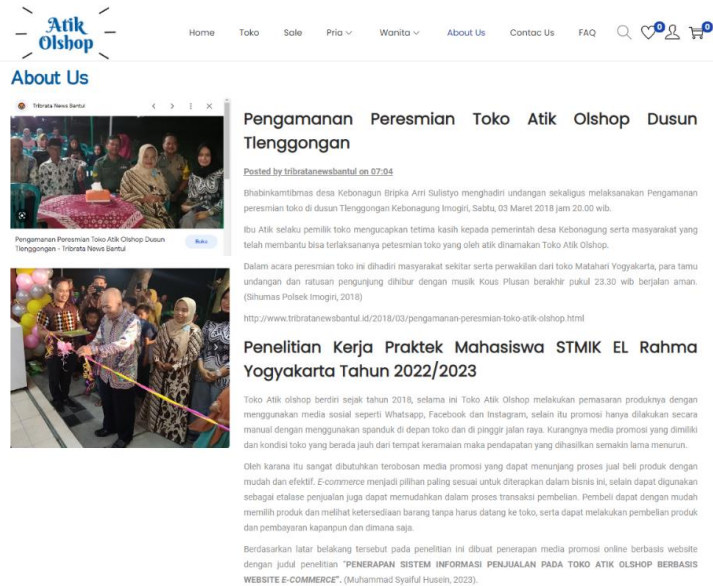 Atik
Olshop
Home Toko Sale Pria Wanita About Us Contac Us FAQ 0 0
About Us
Tribrata News Bantul
Pengamanan Peresmian Toko Atik Olshop Dusun
Tlenggongan - Tribrata News Bantul
Buka
Pengamanan Peresmian Toko Atik Olshop Dusun
Tlenggongan
Posted by tribratanewsbantul on 07:04
Bhabinkamtibmas desa Kebonagun Bripka Arri Sulistyo menghadiri undangan sekaligus melaksanakan Pengamanan
peresmian toko di dusun Tlenggongan Kebonagung Imogiri, Sabtu, 03 Maret 2018 jam 20.00 wib.
Ibu Atik selaku pemilik toko mengucapkan tetima kasih kepada pemerintah desa Kebonagung serta masyarakat yang
telah membantu bisa terlaksananya petesmian toko yang oleh atik dinamakan Toko Atik Olshop.
Dalam acara peresmian toko ini dihadiri masyarakat sekitar serta perwakilan dari toko Matahari Yogyakarta, para tamu
undangan dan ratusan pengunjung dihibur dengan musik Kous Plusan berakhir pukul 23.30 wib berjalan aman.
(Sihumas Polsek Imogiri, 2018)
http://www.tribratanewsbantul.id/2018/03/pengamanan-peresmian-toko-atik-olshop.html
Penelitian Kerja Praktek Mahasiswa STMIK EL Rahma
Yogyakarta Tahun 2022/2023
Toko Atik olshop berdiri sejak tahun 2018, selama ini Toko Atik Olshop melakukan pemasaran produknya dengan
menggunakan media sosial seperti Whatsapp, Facebook dan Instagram, selain itu promosi hanya dilakukan secara
manual dengan menggunakan spanduk di depan toko dan di pinggir jalan raya. Kurangnya media promosi yang dimiliki
dan kondisi toko yang berada jauh dari tempat keramaian maka pendapatan yang dihasilkan semakin lama menurun.
Oleh karana itu sangat dibutuhkan terobosan media promosi yang dapat menunjang proses jual beli produk dengan
mudah dan efektif. E-commerce menjadi pilihan paling sesuai untuk diterapkan dalam bisnis ini, selain dapat digunakan
sebagai etalase penjualan juga dapat memudahkan dalam proses transaksi pembelian. Pembeli dapat dengan mudah
memilih produk dan melihat ketersediaan barang tanpa harus datang ke toko, serta dapat melakukan pembelian produk
dan pembayaran kapanpun dan dimana saja.
Berdasarkan latar belakang tersebut pada penelitian ini dibuat penerapan media promosi online berbasis website
dengan judul penelitian "PENERAPAN SISTEM INFORMASI PENJUALAN PADA TOKO ATIK OLSHOP BERBASIS
WEBSITE E-COMMERCE". (Muhammad Syaiful Husein, 2023).